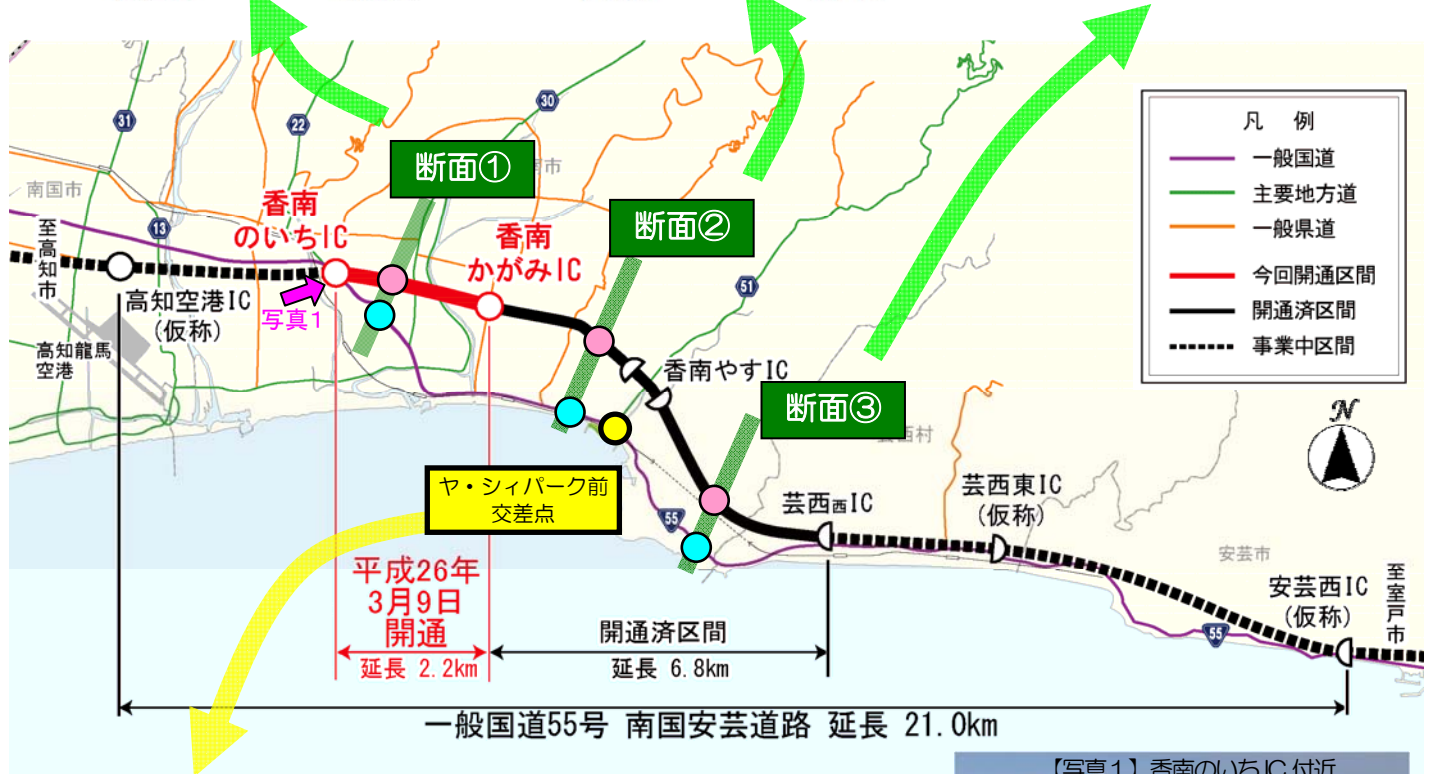 31
22
30
断面①
凡 例
一般国道
主要地方道
一般県道
今回開通区間
開通済区間
事業中区間
南国市
市
13
香南
のいちIC
断面②
香南
かがみIC
至高知市
51
高知空港IC
(仮称)
写真1
高知龍馬
空港
香南やすIC
断面③
芸西村
N
ヤ・シィパーク前
交差点
55
芸西西IC
芸西東IC
(仮称)
安芸市
安芸西IC
(仮称)
至室戸市
55
平成26年
3月9日
開通
延長 2.2km
開通済区間
延長 6.8km
一般国道55号 南国安芸道路 延長 21.0km
【写真1】香南のいちIC付近